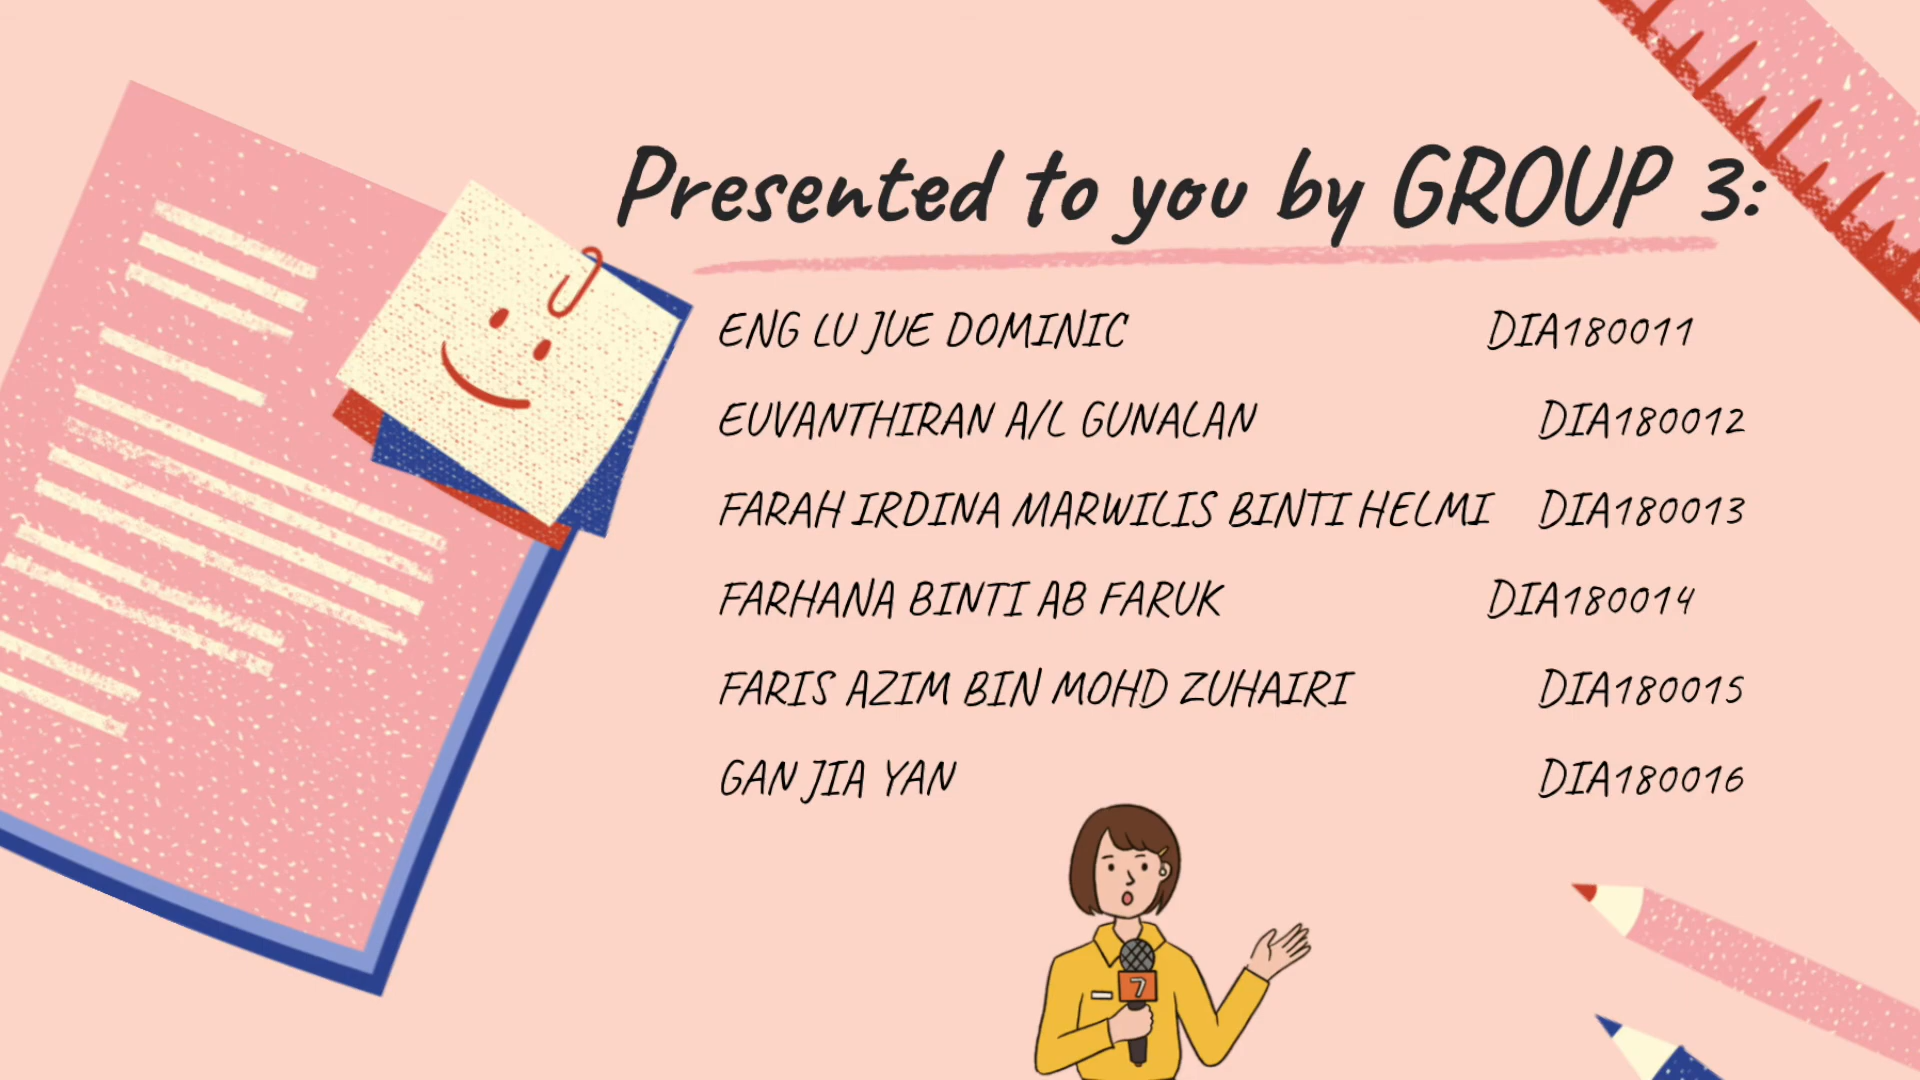 Presented to you by GROUP 3:
ENG LU JUE DOMINIC DIA180011
EUVANTHIRAN A/L GUNALAN DIA180012
FARAH IRDINA MARWILIS BINTI HELMI DIA180013
FARHANA BINTI AB FARUK DIA180014
FARIS AZIM BIN MOHD ZUHAIRI DIA180015
GAN JIA YAN DIA180016
7